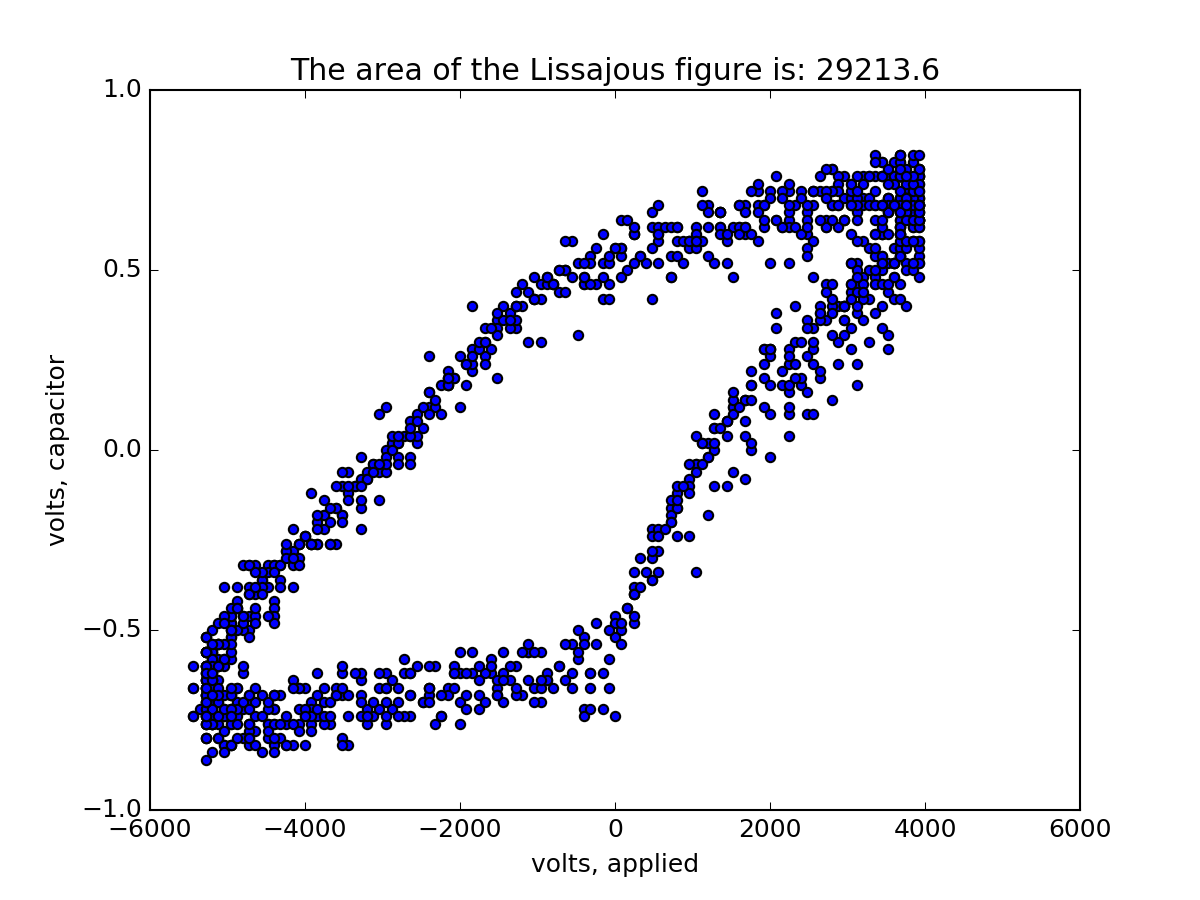 The area of the Lissajous figure is: 29213.6
1.0
0.5
0.0
−0.5
−1.0
volts, capacitor
−6000 −4000 −2000 0 2000 4000 6000
volts, applied